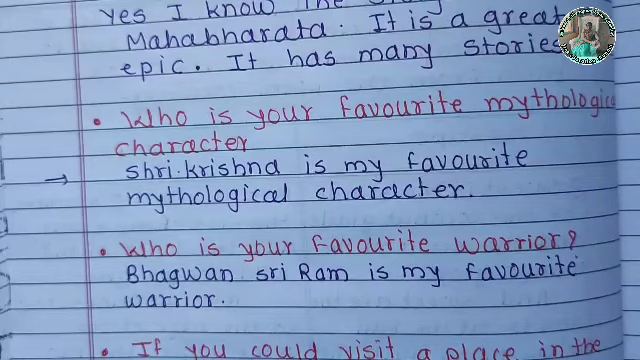 yes I know the
Mahabharata. It is a great
epic. It has many stories
• Who is your favourite mythological
character
→ shri.krishna is my favourite
mythological character.
• Who is your favourite warrior?
Bhagwan sri Ram is my favourite
warrior.
• If you could visit a place in the